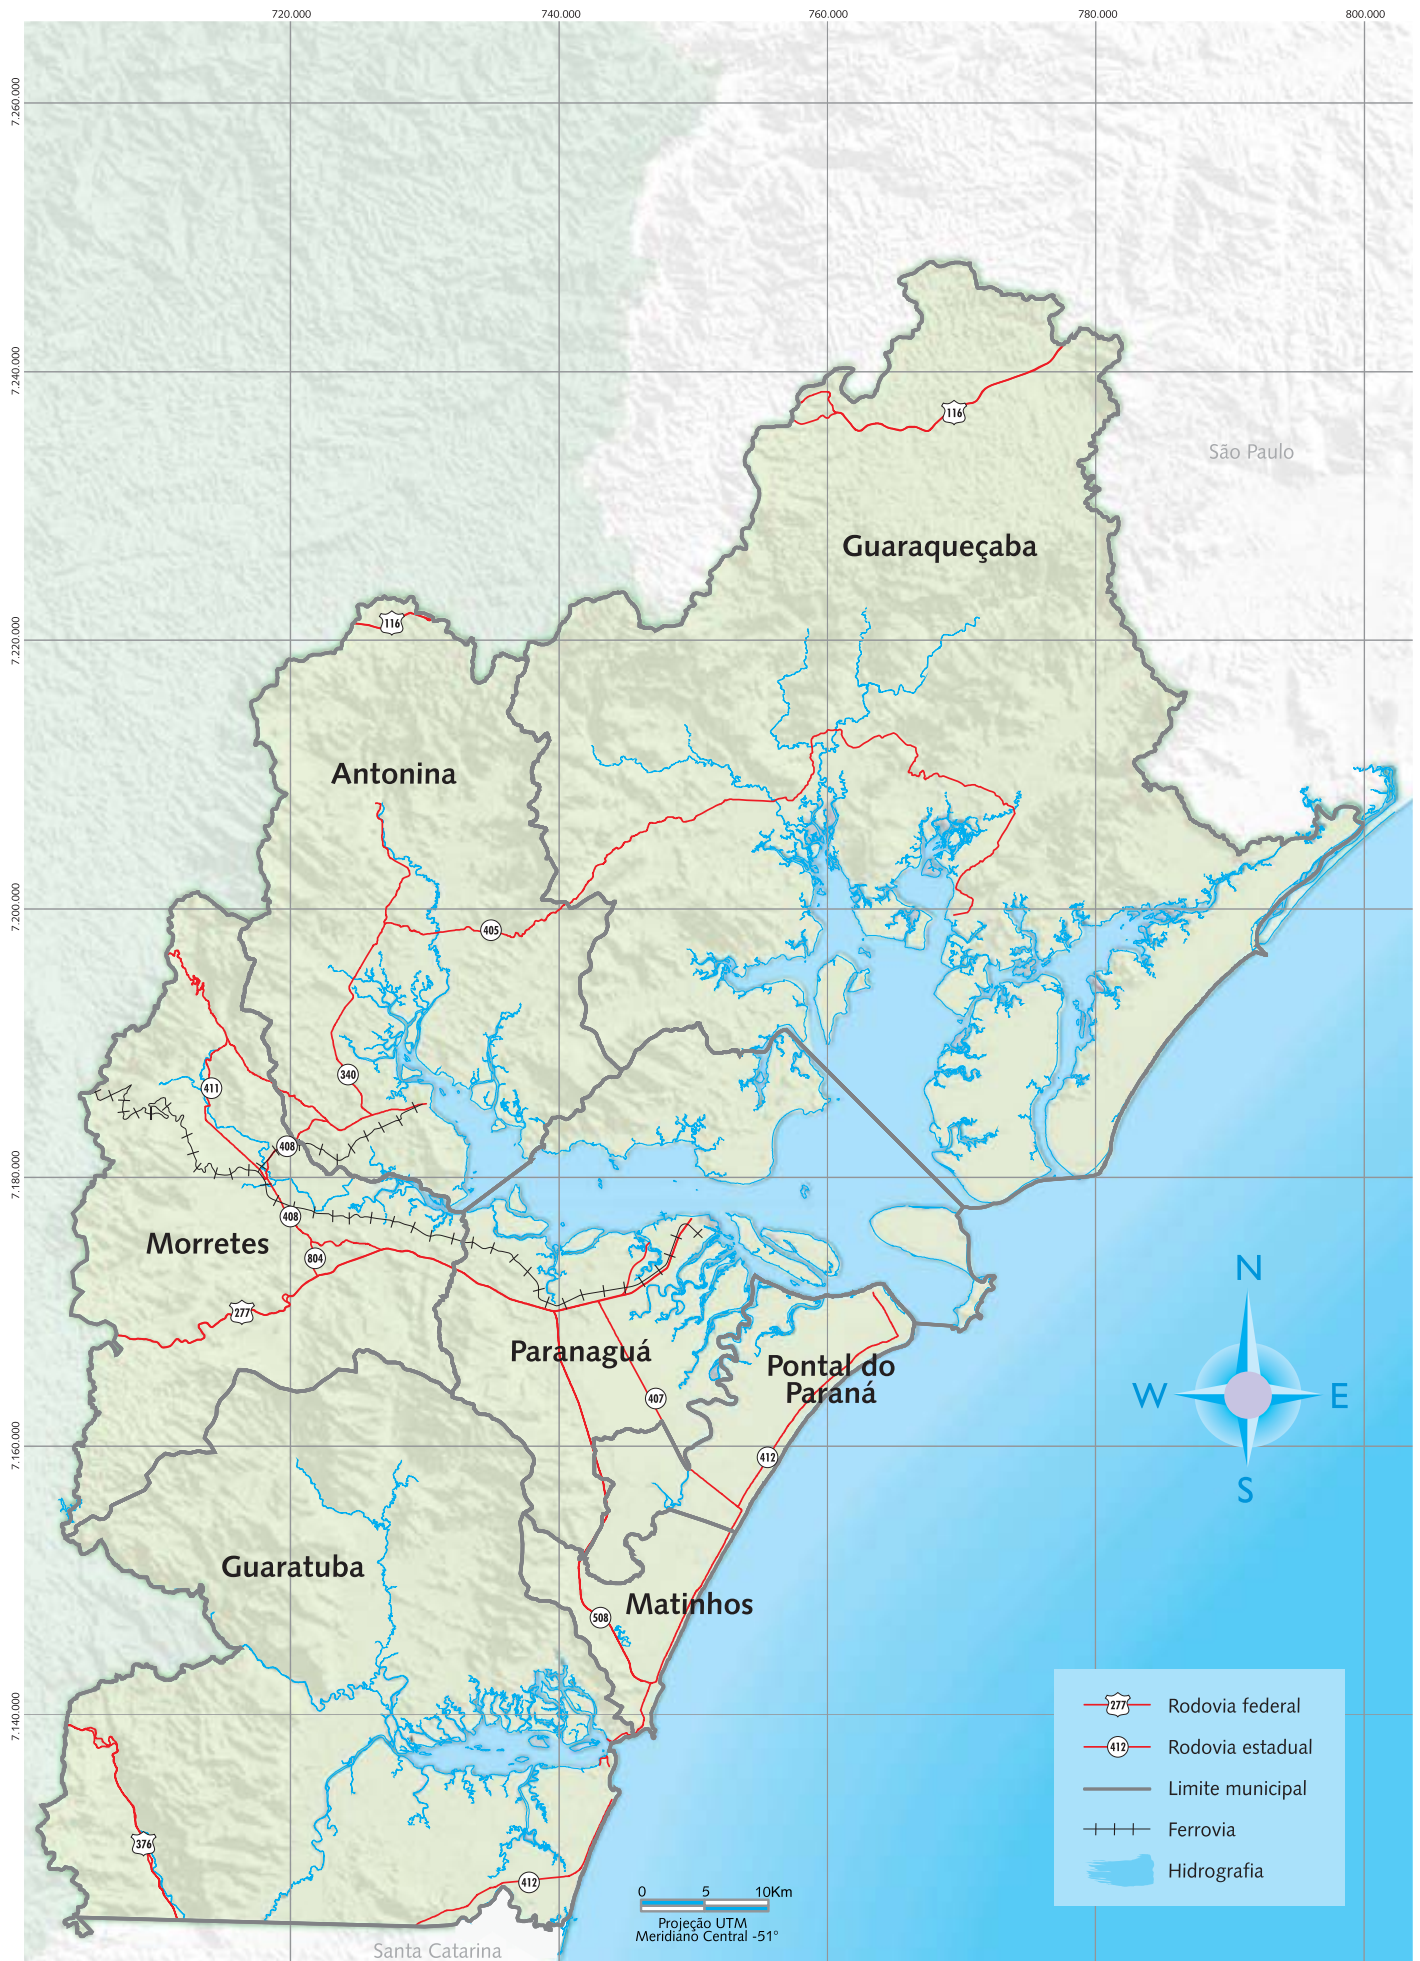 720.000
740.000
760.000
780.000
800.000
7.260.000
7.240.000
7.220.000
7.200.000
7.180.000
7.160.000
7.140.000
116
São Paulo
Guaraqueçaba
116
Antonina
405
340
411
408
408
Morretes
804
277
Paranaguá
Pontal do
Paraná
407
412
Guaratuba
Matinhos
508
376
412
Santa Catarina
N
W
E
S
277
Rodovia federal
412
Rodovia estadual
Limite municipal
Ferrovia
Hidrografia
0
5
10Km
Projeção UTM
Meridiano Central -51°